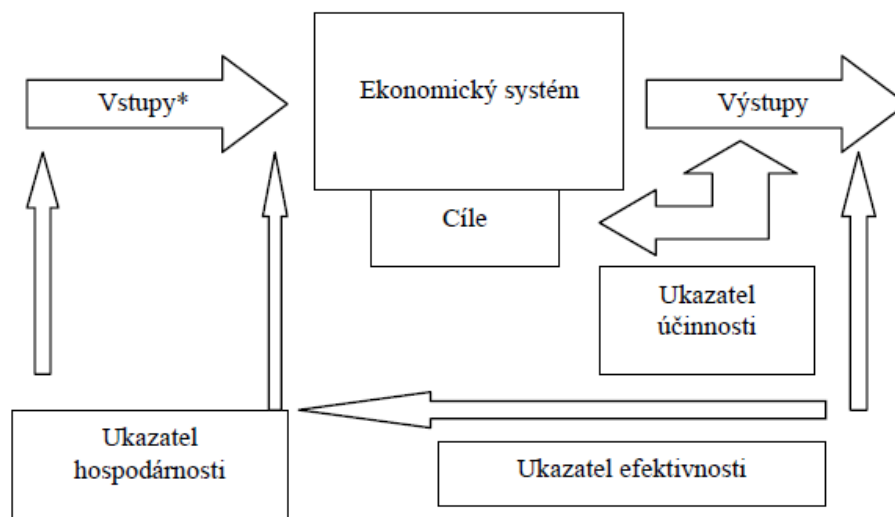 Vstupy*
Ekonomický systém
Výstupy
Cíle
Ukazatel
účinnosti
Ukazatel
hospodárnosti
Ukazatel efektivnosti